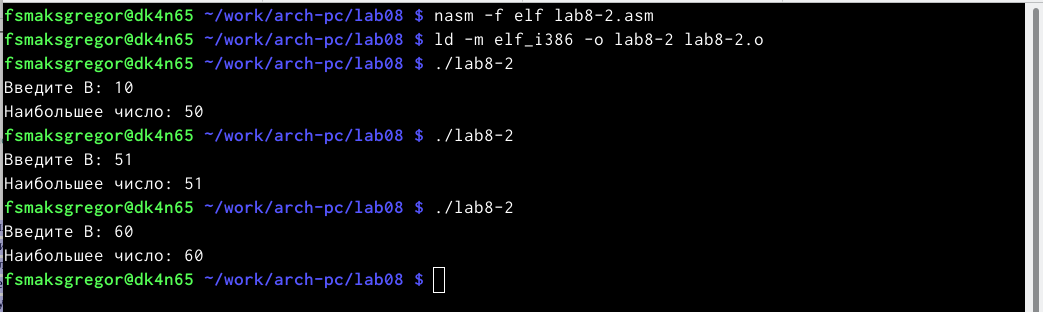 fsmaksgregor@dk4n65 ~/work/arch-pc/lab08 $ nasm -f elf lab8-2.asm
fsmaksgregor@dk4n65 ~/work/arch-pc/lab08 $ ld -m elf_i386 -o lab8-2 lab8-2.o
fsmaksgregor@dk4n65 ~/work/arch-pc/lab08 $ ./lab8-2
Введите В: 10
Наибольшее число: 50
fsmaksgregor@dk4n65 ~/work/arch-pc/lab08 $ ./lab8-2
Введите В: 51
Наибольшее число: 51
fsmaksgregor@dk4n65 ~/work/arch-pc/lab08 $ ./lab8-2
Введите В: 60
Наибольшее число: 60
fsmaksgregor@dk4n65 ~/work/arch-pc/lab08 $